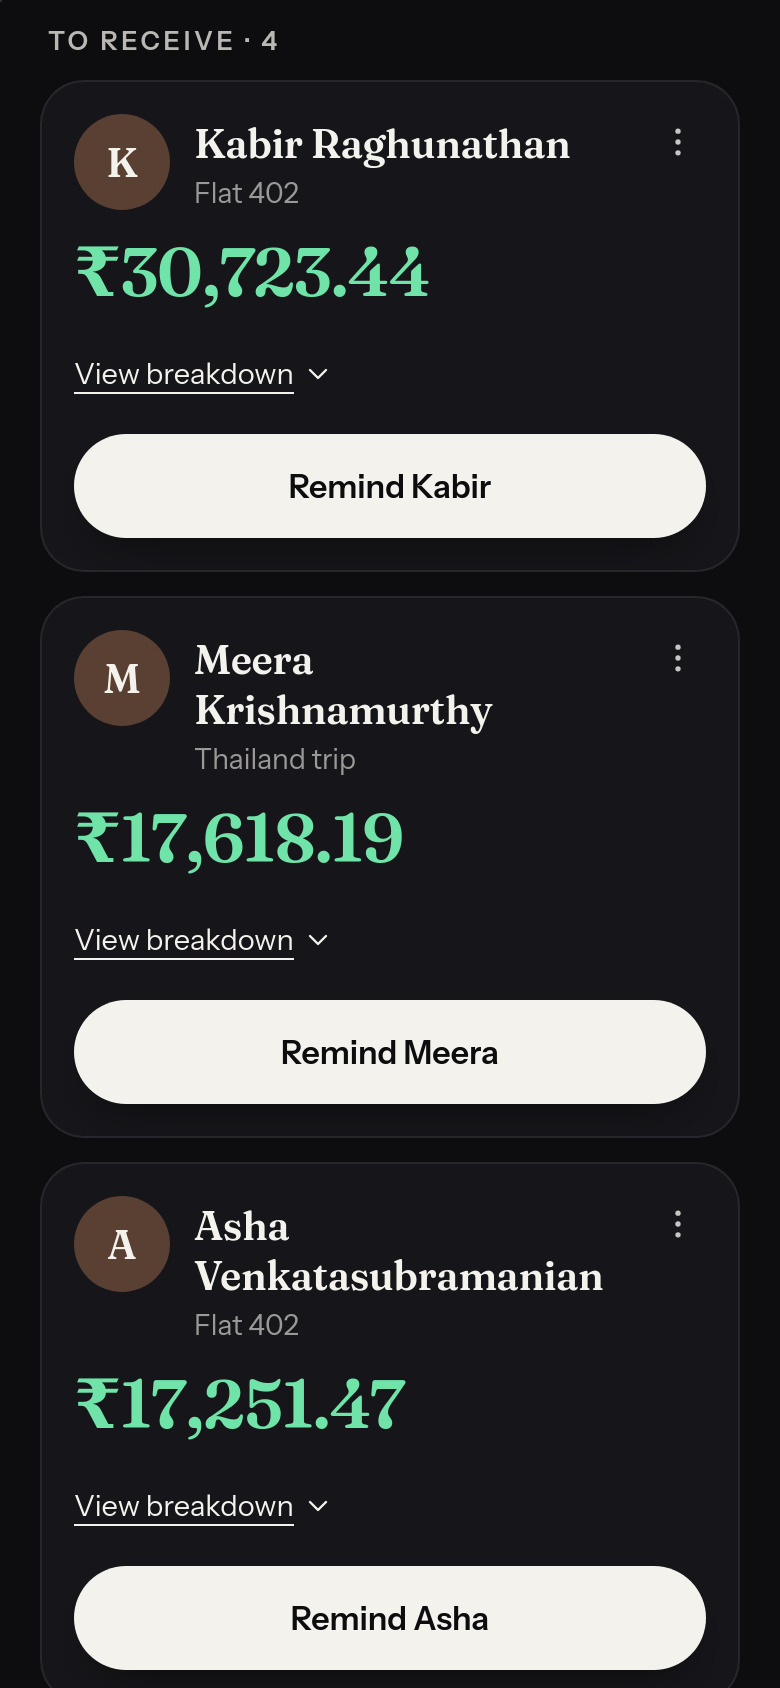 TO RECEIVE · 4
K
Kabir Raghunathan
Flat 402
₹30,723.44
View breakdown
Remind Kabir
M
Meera
Krishnamurthy
Thailand trip
₹17,618.19
View breakdown
Remind Meera
A
Asha
Venkatasubramanian
Flat 402
₹17,251.47
View breakdown
Remind Asha